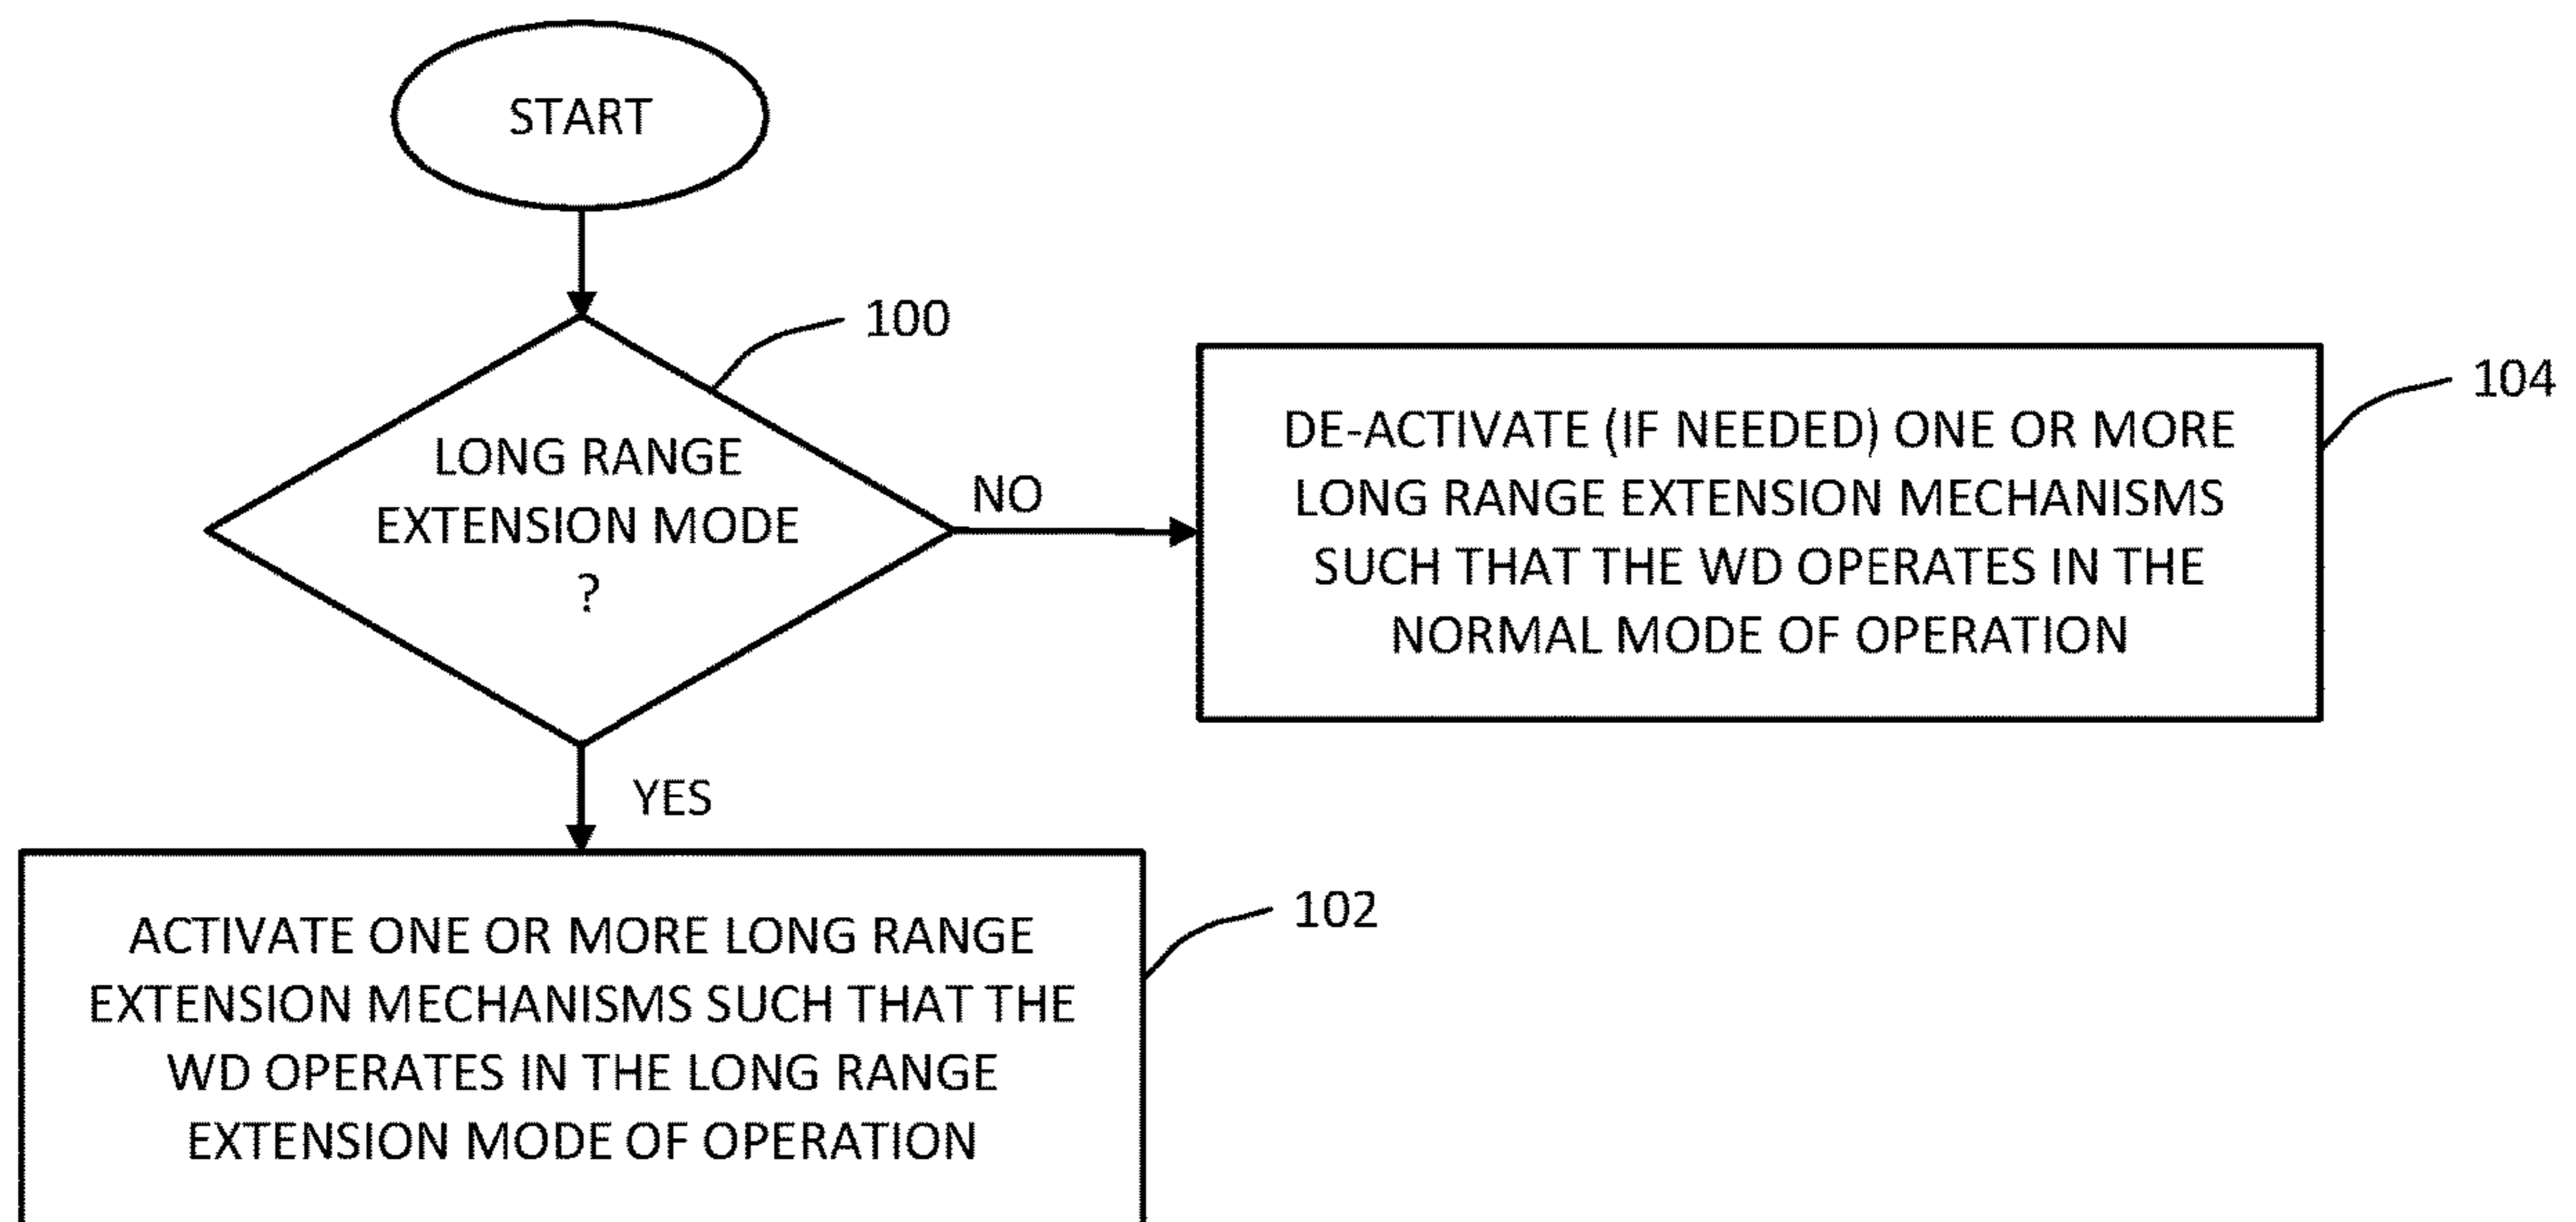 START
100
LONG RANGE
EXTENSION MODE
?
NO
DE-ACTIVATE (IF NEEDED) ONE OR MORE
LONG RANGE EXTENSION MECHANISMS
SUCH THAT THE WD OPERATES IN THE
NORMAL MODE OF OPERATION
104
YES
ACTIVATE ONE OR MORE LONG RANGE
EXTENSION MECHANISMS SUCH THAT THE
WD OPERATES IN THE LONG RANGE
EXTENSION MODE OF OPERATION
102